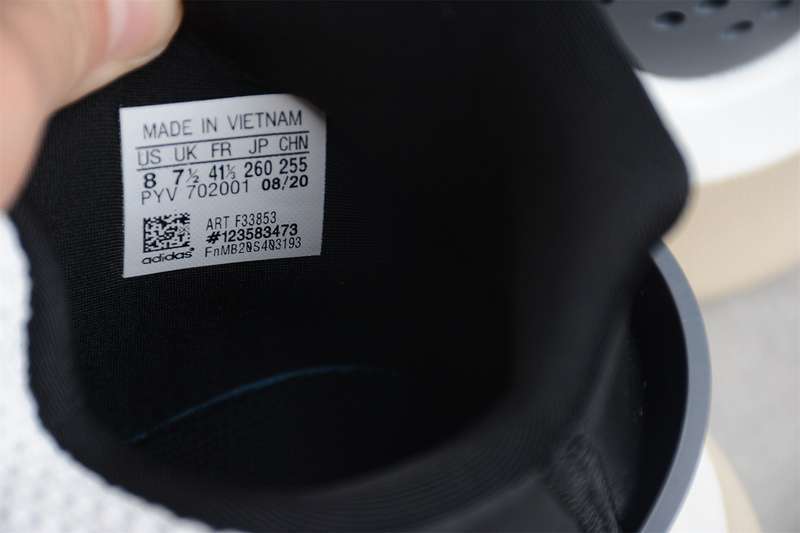 MADE IN VIETNAM
US UK FR JP CHN
8 7½ 41⅓ 260 255
PYV 702001 08/20
ART F33853
#123583473
FnMB20S403193
adidas